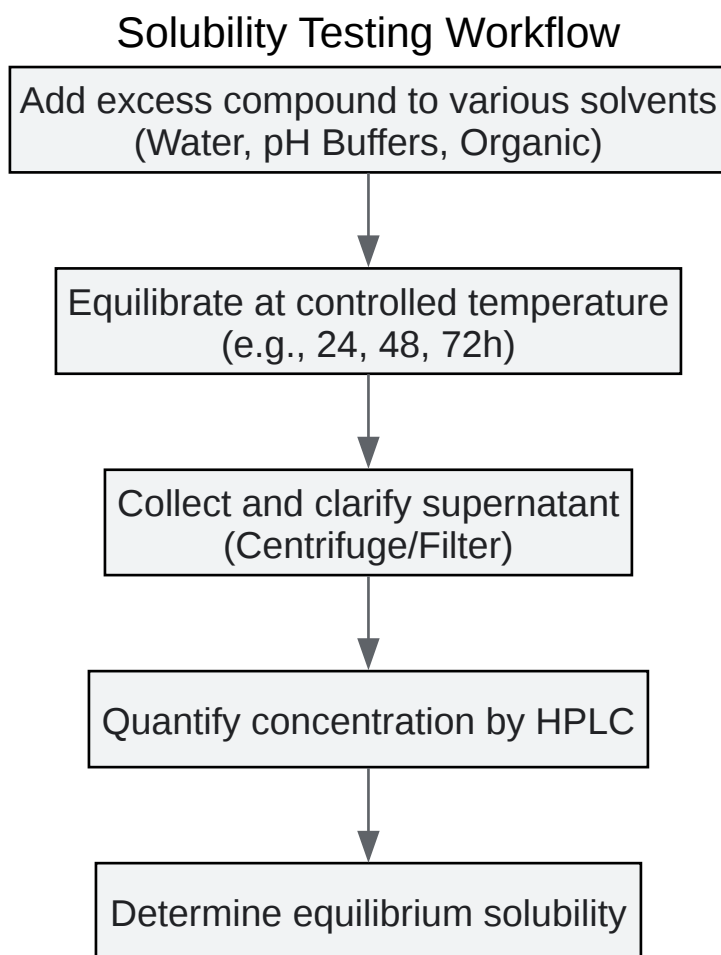 Solubility Testing Workflow
Add excess compound to various solvents
(Water, pH Buffers, Organic)
Equilibrate at controlled temperature
(e.g., 24, 48, 72h)
Collect and clarify supernatant
(Centrifuge/Filter)
Quantify concentration by HPLC
Determine equilibrium solubility